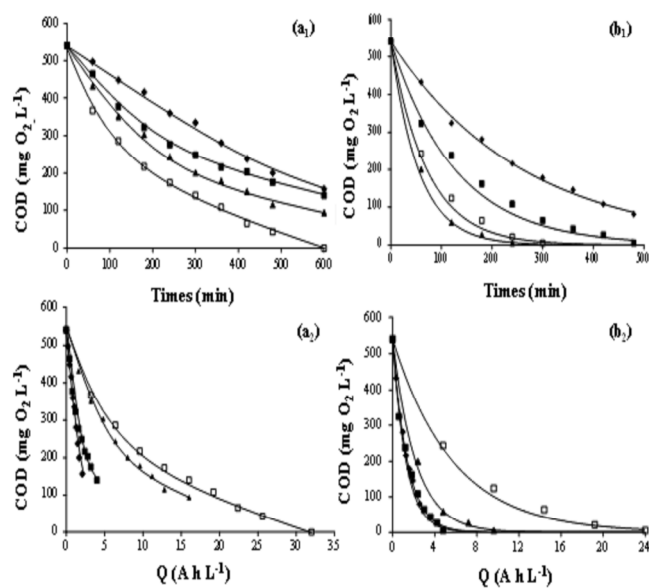 (a1)
COD (mg O2 L-1)
600
500
400
300
200
100
0
0 100 200 300 400 500 600
Times (min)
(b1)
COD (mg O2 L-1)
600
500
400
300
200
100
0
0 100 200 300 400 500
Times (min)
(a2)
COD (mg O2 L-1)
600
500
400
300
200
100
0
0 5 10 15 20 25 30 35
Q (A h L-1)
(b2)
COD (mg O2 L-1)
600
500
400
300
200
100
0
0 4 8 12 16 20 24
Q (A h L-1)